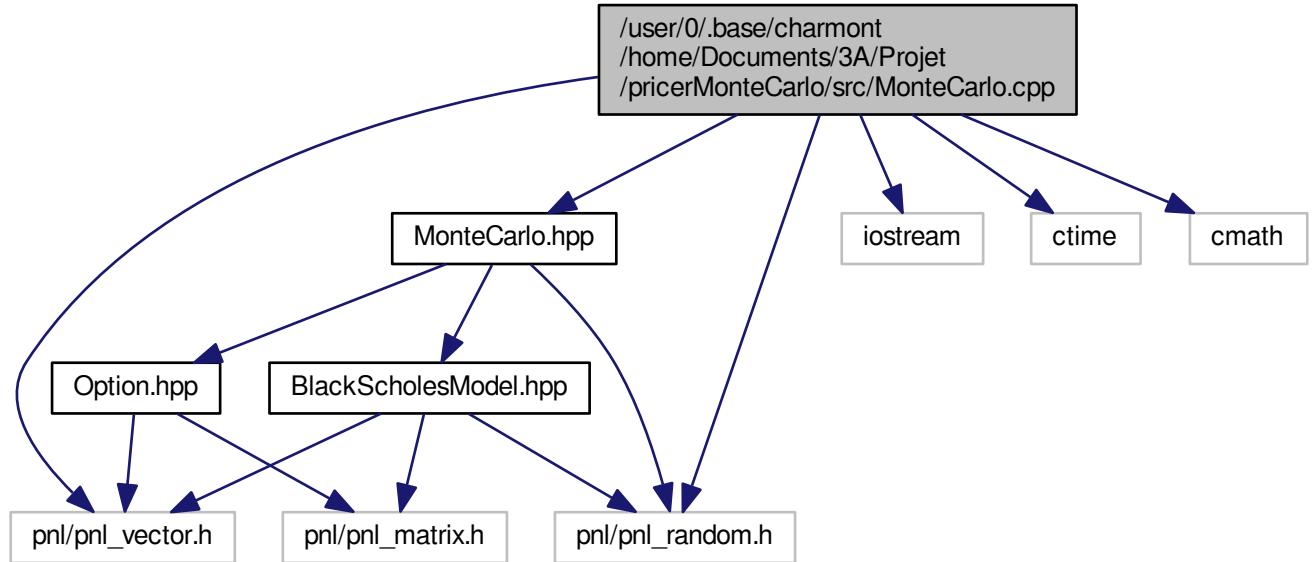 /user/0/.base/charmont
/home/Documents/3A/Projet
/pricerMonteCarlo/src/MonteCarlo.cpp
MonteCarlo.hpp
iostream
ctime
cmath
Option.hpp
BlackScholesModel.hpp
pnl/pnl_vector.h
pnl/pnl_matrix.h
pnl/pnl_random.h